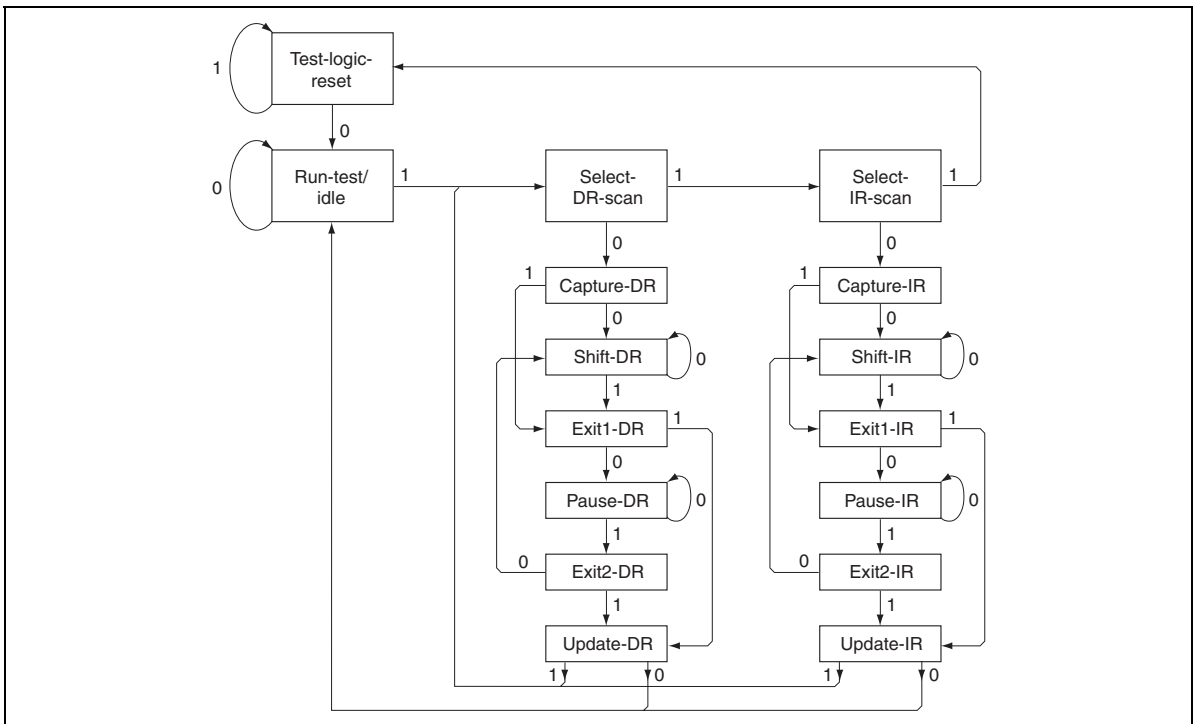 Test-logic-
reset
1
0
Run-test/
idle
0
1
Select-
DR-scan
1
Select-
IR-scan
1
0
0
1
Capture-DR
1
Capture-IR
0
0
Shift-DR
0
Shift-IR
0
1
1
Exit1-DR
1
Exit1-IR
1
0
0
Pause-DR
0
Pause-IR
0
1
1
0
Exit2-DR
0
Exit2-IR
1
1
Update-DR
Update-IR
1
0
1
0